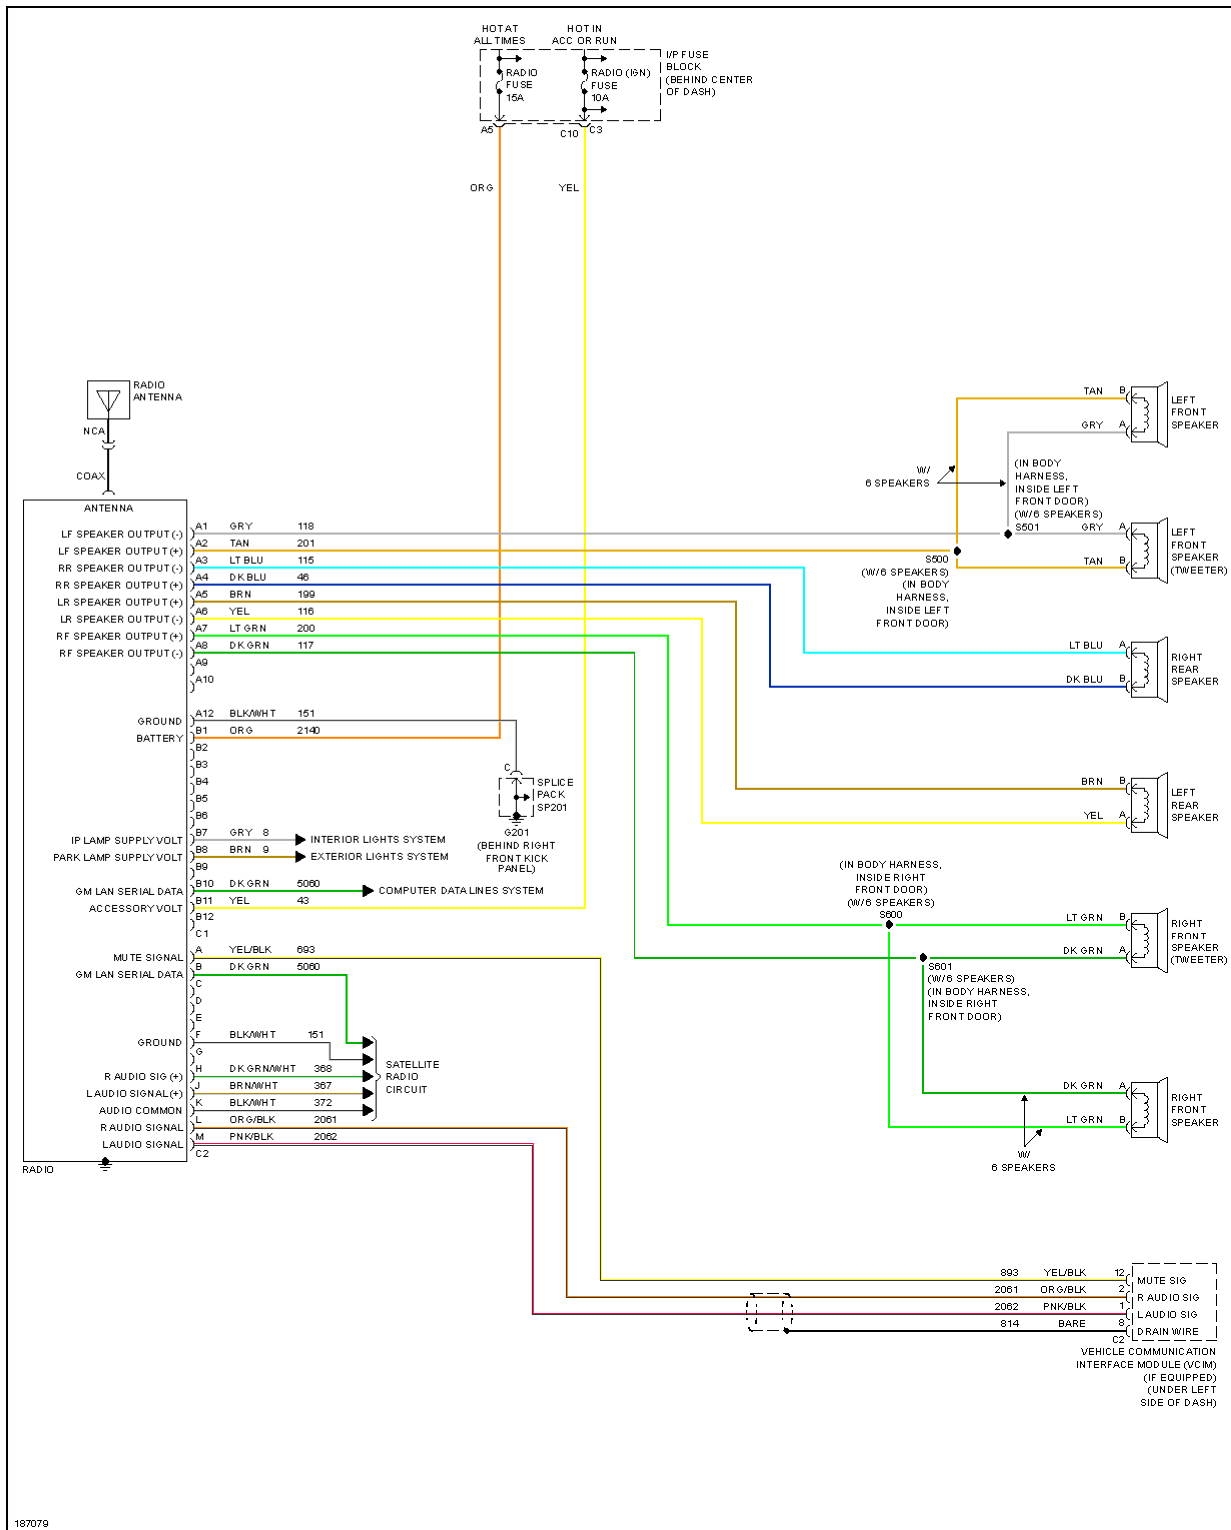 HOT AT
ALL TIMES
HOT IN
ACC OR RUN
RADIO
FUSE
15A
RADIO (IGN)
FUSE
10A
I/P FUSE
BLOCK
(BEHIND CENTER
OF DASH)
A5
C10
C3
ORG
YEL
RADIO
ANTENNA
NCA
COAX
ANTENNA
LF SPEAKER OUTPUT (-) A1 GRY 118
LF SPEAKER OUTPUT (+) A2 TAN 201
RR SPEAKER OUTPUT (-) A3 LT BLU 115
RR SPEAKER OUTPUT (+) A4 DK BLU 46
LR SPEAKER OUTPUT (+) A5 BRN 199
LR SPEAKER OUTPUT (-) A6 YEL 116
RF SPEAKER OUTPUT (+) A7 LT GRN 200
RF SPEAKER OUTPUT (-) A8 DK GRN 117
A9
A10
GROUND A12 BLK/WHT 151
BATTERY B1 ORG 2140
B2
B3
B4
B5
B6
IP LAMP SUPPLY VOLT B7 GRY 8 INTERIOR LIGHTS SYSTEM
PARK LAMP SUPPLY VOLT B8 BRN 9 EXTERIOR LIGHTS SYSTEM
B9
GM LAN SERIAL DATA B10 DK GRN 5060 COMPUTER DATA LINES SYSTEM
ACCESSORY VOLT B11 YEL 43
B12
C1
MUTE SIGNAL A YEL/BLK 693
GM LAN SERIAL DATA B DK GRN 5060
C
D
E
GROUND F BLK/WHT 151
G
R AUDIO SIG (+) H DK GRN/WHT 368
L AUDIO SIGNAL (+) J BRN/WHT 367
AUDIO COMMON K BLK/WHT 372
R AUDIO SIGNAL L ORG/BLK 2061
L AUDIO SIGNAL M PNK/BLK 2062
C2
RADIO
SATELLITE
RADIO
CIRCUIT
C
SPLICE
PACK
SP201
G201
(BEHIND RIGHT
FRONT KICK
PANEL)
TAN B
GRY A
LEFT
FRONT
SPEAKER
W/
6 SPEAKERS
(IN BODY
HARNESS,
INSIDE LEFT
FRONT DOOR)
(W/6 SPEAKERS)
S501
GRY A
TAN B
LEFT
FRONT
SPEAKER
(TWEETER)
S500
(W/6 SPEAKERS)
(IN BODY
HARNESS,
INSIDE LEFT
FRONT DOOR)
LT BLU A
DK BLU B
RIGHT
REAR
SPEAKER
BRN B
YEL A
LEFT
REAR
SPEAKER
(IN BODY HARNESS,
INSIDE RIGHT
FRONT DOOR)
(W/6 SPEAKERS)
S600
LT GRN B
DK GRN A
RIGHT
FRONT
SPEAKER
(TWEETER)
S601
(W/6 SPEAKERS)
(IN BODY HARNESS,
INSIDE RIGHT
FRONT DOOR)
DK GRN A
LT GRN B
RIGHT
FRONT
SPEAKER
W/
6 SPEAKERS
893 YEL/BLK 12 MUTE SIG
2061 ORG/BLK 2 R AUDIO SIG
2062 PNK/BLK 1 L AUDIO SIG
814 BARE 8 DRAIN WIRE
C2
VEHICLE COMMUNICATION
INTERFACE MODULE (VCIM)
(IF EQUIPPED)
(UNDER LEFT
SIDE OF DASH)
187079